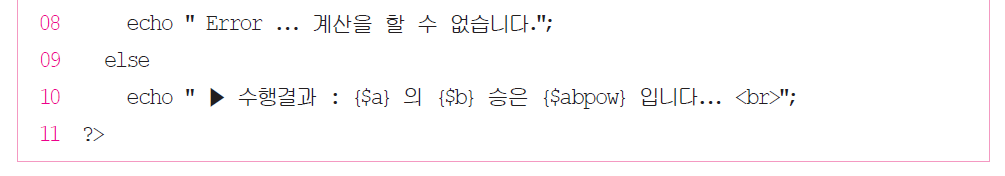 08 echo " Error ... 계산을 할 수 없습니다.";
09 else
10 echo " ▶ 수행결과 : {$a} 의 {$b} 승은 {$abpow} 입니다... <br>";
11 ?>